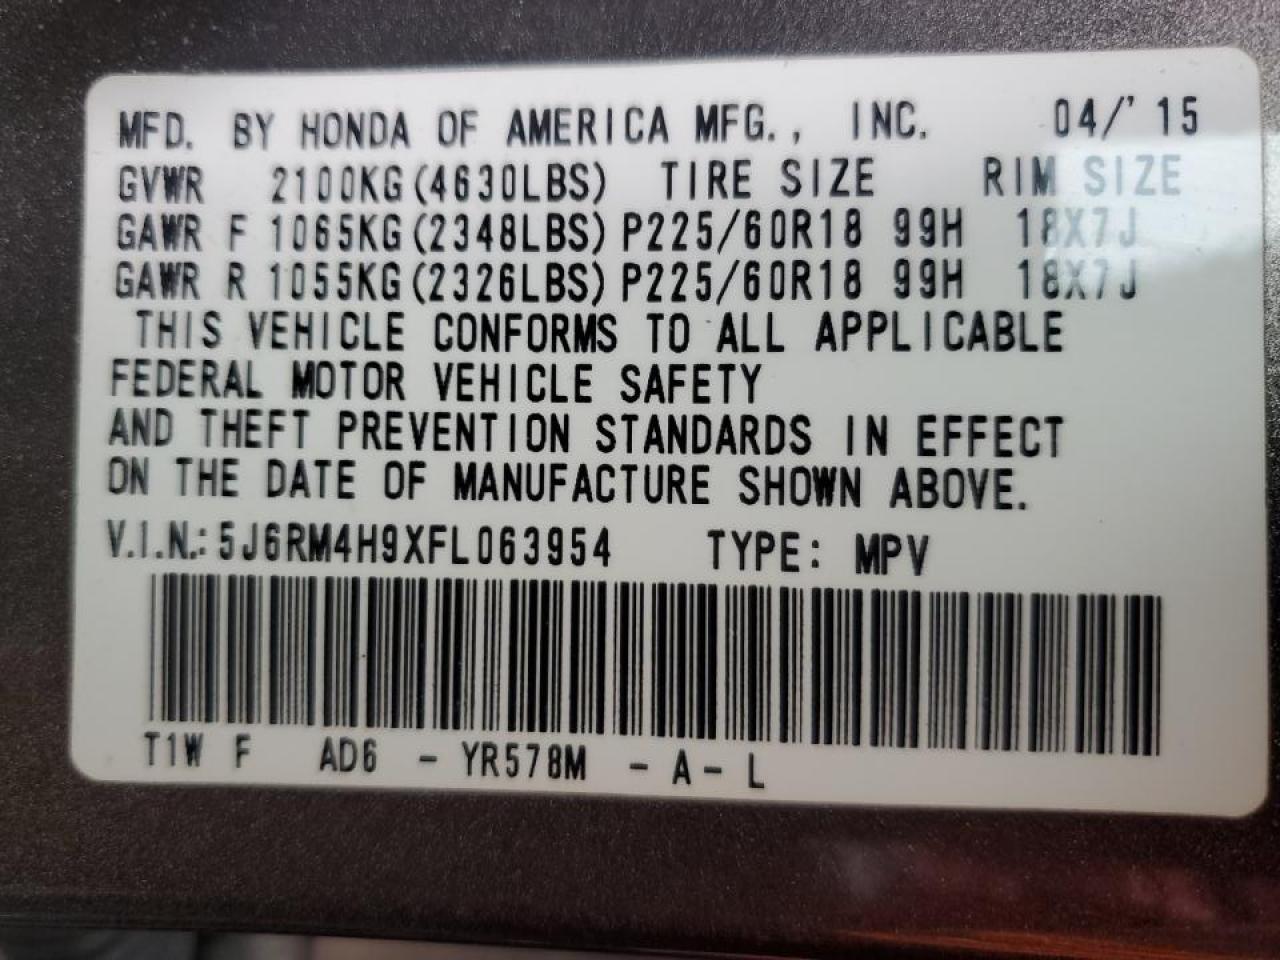 MFD. BY HONDA OF AMERICA MFG., INC. 04/'15
GVWR 2100KG(4630LBS) TIRE SIZE RIM SIZE
GAWR F 1065KG(2348LBS) P225/60R18 99H 18X7J
GAWR R 1055KG(2326LBS) P225/60R18 99H 18X7J
THIS VEHICLE CONFORMS TO ALL APPLICABLE
FEDERAL MOTOR VEHICLE SAFETY
AND THEFT PREVENTION STANDARDS IN EFFECT
ON THE DATE OF MANUFACTURE SHOWN ABOVE.
V.I.N.: 5J6RM4H9XFL063954 TYPE: MPV
T1W F AD6 - YR578M - A - L